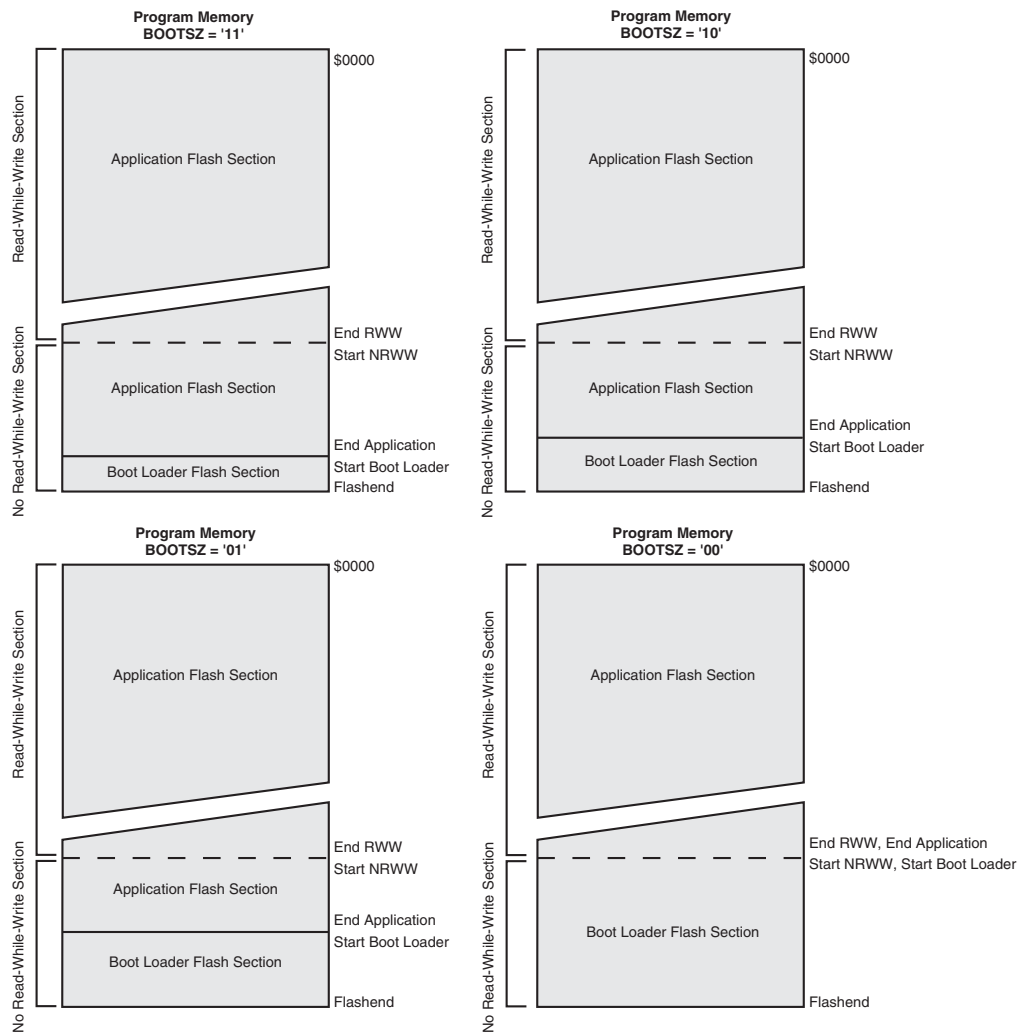 Program Memory
BOOTSZ = '11'
$0000
Read-While-Write Section
Application Flash Section
End RWW
Start NRWW
No Read-While-Write Section
Application Flash Section
End Application
Start Boot Loader
Boot Loader Flash Section
Flashend
Program Memory
BOOTSZ = '10'
$0000
Read-While-Write Section
Application Flash Section
End RWW
Start NRWW
No Read-While-Write Section
Application Flash Section
End Application
Start Boot Loader
Boot Loader Flash Section
Flashend
Program Memory
BOOTSZ = '01'
$0000
Read-While-Write Section
Application Flash Section
End RWW
Start NRWW
No Read-While-Write Section
Application Flash Section
End Application
Start Boot Loader
Boot Loader Flash Section
Flashend
Program Memory
BOOTSZ = '00'
$0000
Read-While-Write Section
Application Flash Section
End RWW, End Application
Start NRWW, Start Boot Loader
No Read-While-Write Section
Boot Loader Flash Section
Flashend